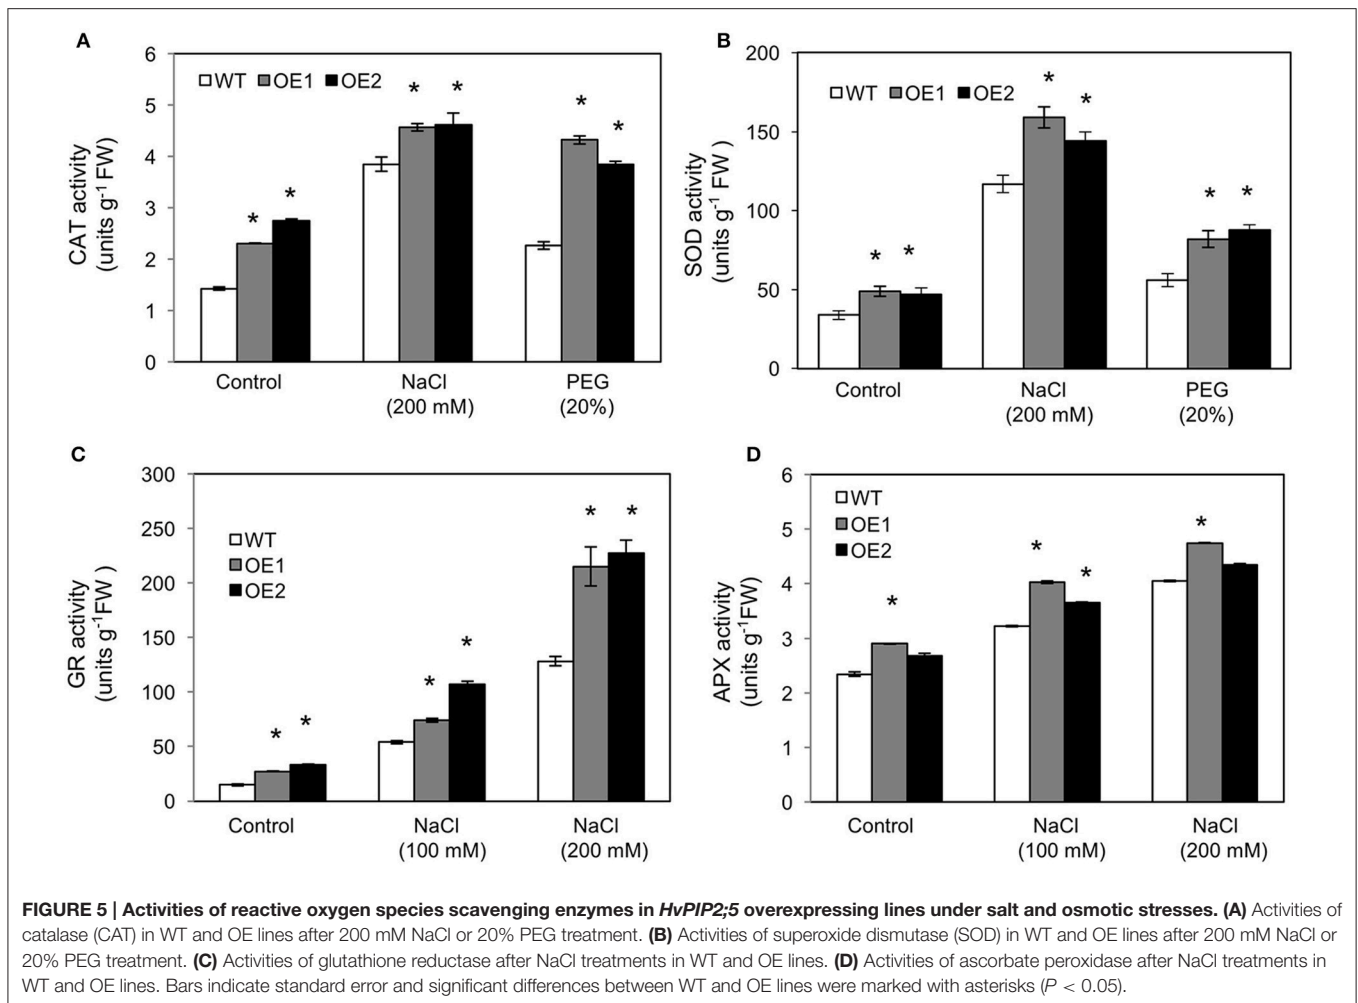 A
CAT activity
(units g⁻¹ FW)
6
5
4
3
2
1
0
WT OE1 OE2
* * * * * *
Control NaCl PEG
(200 mM) (20%)
B
SOD activity
(units g⁻¹ FW )
200
150
100
50
0
WT OE1 OE2
* * * * * *
Control NaCl PEG
(200 mM) (20%)
C
GR activity
(units g⁻¹FW)
300
250
200
150
100
50
0
WT
OE1
OE2
* * * * * *
Control NaCl NaCl
(100 mM) (200 mM)
D
APX activity
(units g⁻¹FW)
6
5
4
3
2
1
0
WT
OE1
OE2
* * * *
Control NaCl NaCl
(100 mM) (200 mM)
FIGURE 5 | Activities of reactive oxygen species scavenging enzymes in HvPIP2;5 overexpressing lines under salt and osmotic stresses. (A) Activities of
catalase (CAT) in WT and OE lines after 200 mM NaCl or 20% PEG treatment. (B) Activities of superoxide dismutase (SOD) in WT and OE lines after 200 mM NaCl or
20% PEG treatment. (C) Activities of glutathione reductase after NaCl treatments in WT and OE lines. (D) Activities of ascorbate peroxidase after NaCl treatments in
WT and OE lines. Bars indicate standard error and significant differences between WT and OE lines were marked with asterisks (P < 0.05).